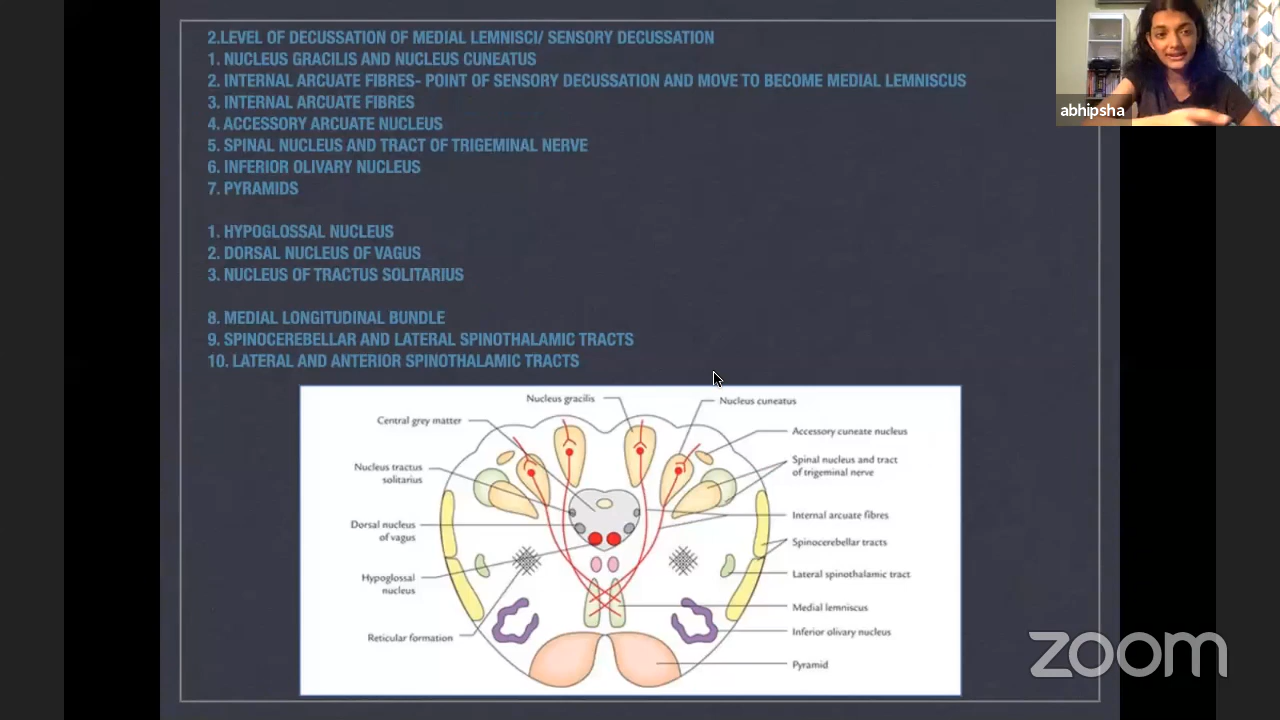 2.LEVEL OF DECUSSATION OF MEDIAL LEMNISCI/ SENSORY DECUSSATION
1. NUCLEUS GRACILIS AND NUCLEUS CUNEATUS
2. INTERNAL ARCUATE FIBRES- POINT OF SENSORY DECUSSATION AND MOVE TO BECOME MEDIAL LEMNISCUS
3. INTERNAL ARCUATE FIBRES
4. ACCESSORY ARCUATE NUCLEUS
5. SPINAL NUCLEUS AND TRACT OF TRIGEMINAL NERVE
6. INFERIOR OLIVARY NUCLEUS
7. PYRAMIDS
1. HYPOGLOSSAL NUCLEUS
2. DORSAL NUCLEUS OF VAGUS
3. NUCLEUS OF TRACTUS SOLITARIUS
8. MEDIAL LONGITUDINAL BUNDLE
9. SPINOCEREBELLAR AND LATERAL SPINOTHALAMIC TRACTS
10. LATERAL AND ANTERIOR SPINOTHALAMIC TRACTS
abhipsha
Nucleus gracilis
Central grey matter
Nucleus tractus
solitarius
Dorsal nucleus
of vagus
Hypoglossal
nucleus
Reticular formation
Nucleus cuneatus
Accessory cuneate nucleus
Spinal nucleus and tract
of trigeminal nerve
Internal arcuate fibres
Spinocerebellar tracts
Lateral spinothalamic tract
Medial lemniscus
Inferior olivary nucleus
Pyramid
zoom